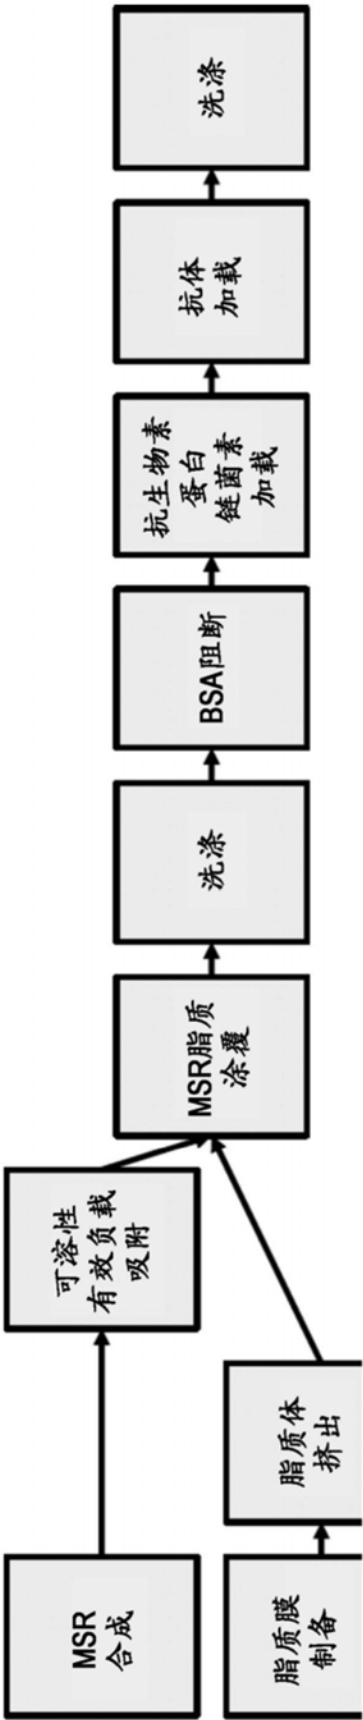 MSR
合成
可溶性
有效负载
吸附
脂质膜
制备
脂质体
挤出
MSR脂质
涂覆
洗涤
BSA阻断
抗生物素
蛋白
链菌素
加载
抗体
加载
洗涤